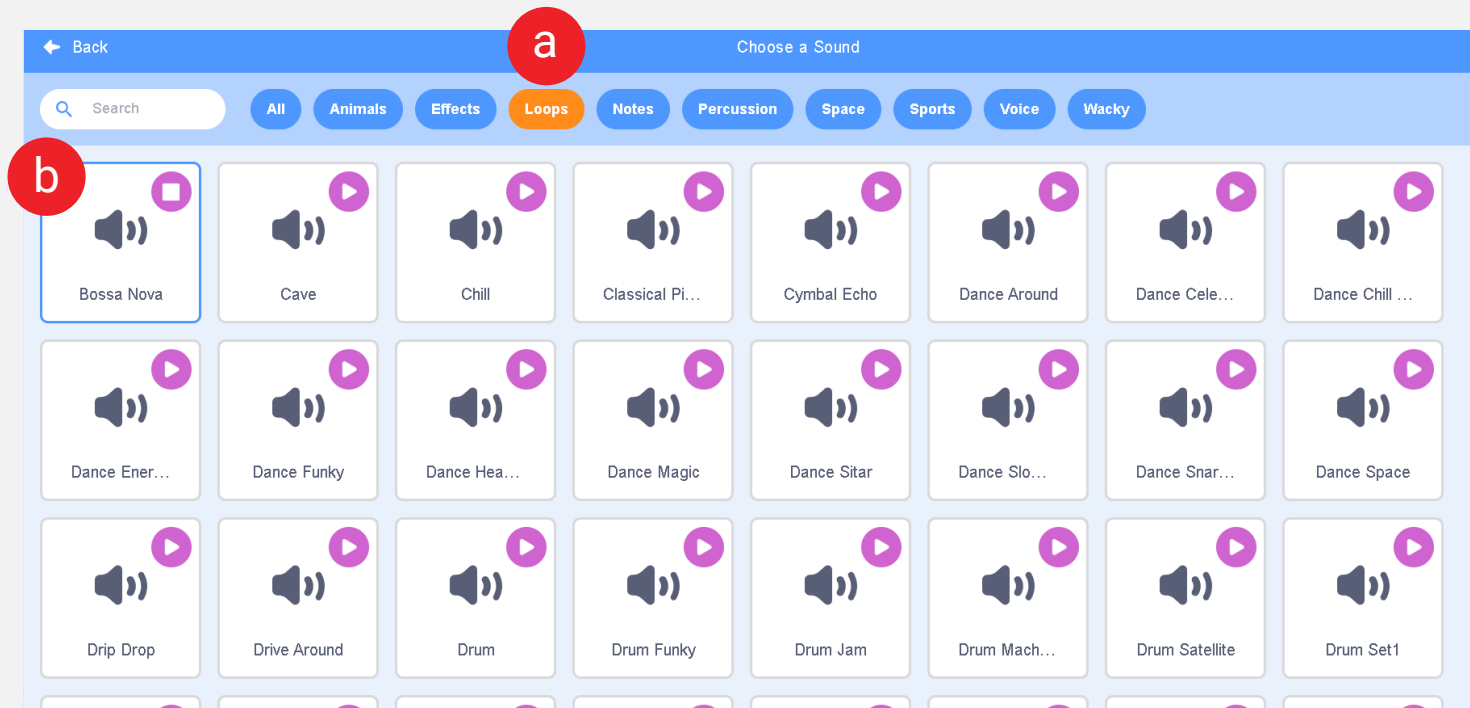 a
Back
Choose a Sound
Search
All
Animals
Effects
Loops
Notes
Percussion
Space
Sports
Voice
Wacky
b
Bossa Nova
Cave
Chill
Classical Pi...
Cymbal Echo
Dance Around
Dance Cele...
Dance Chill ...
Dance Ener...
Dance Funky
Dance Hea...
Dance Magic
Dance Sitar
Dance Slo...
Dance Snar...
Dance Space
Drip Drop
Drive Around
Drum
Drum Funky
Drum Jam
Drum Mach...
Drum Satellite
Drum Set1